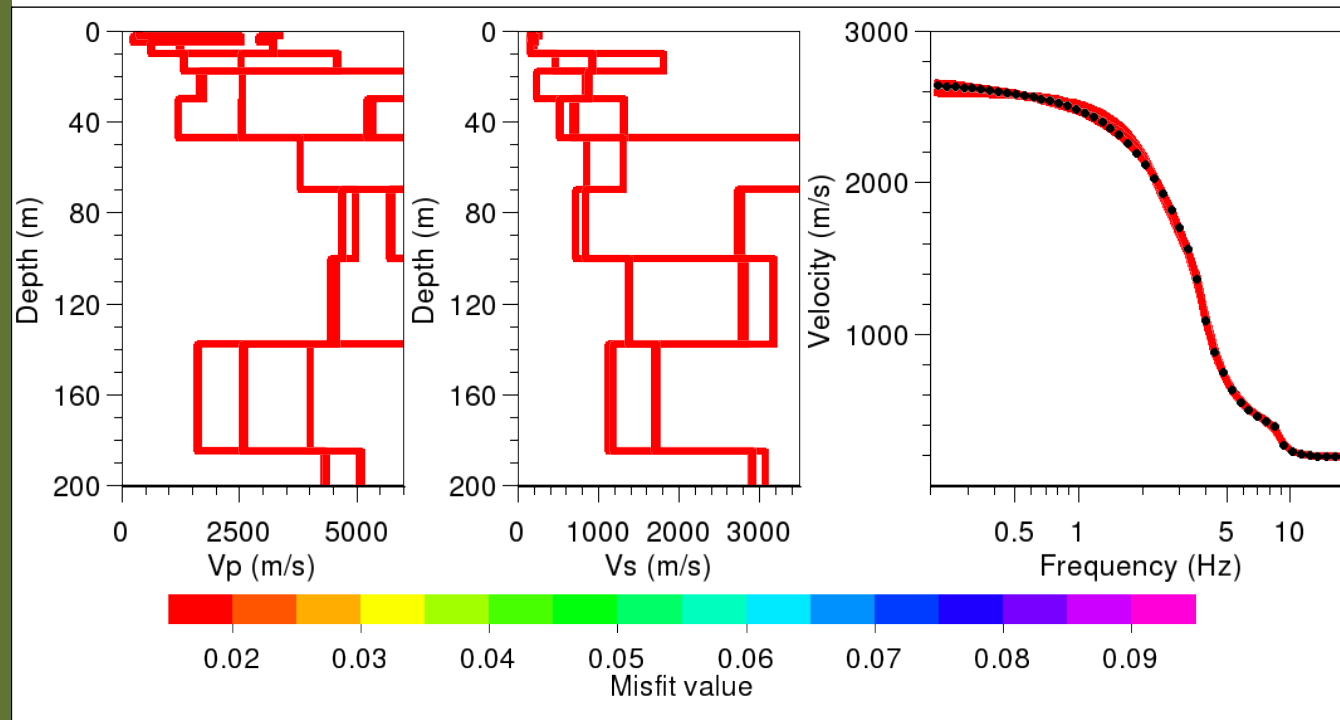 0
40
80
120
160
200
Depth (m)
0 2500 5000
Vp (m/s)
0
40
80
120
160
200
Depth (m)
0 1000 2000 3000
Vs (m/s)
3000
2000
1000
Velocity (m/s)
0.5 1 5 10
Frequency (Hz)
0.02 0.03 0.04 0.05 0.06 0.07 0.08 0.09
Misfit value